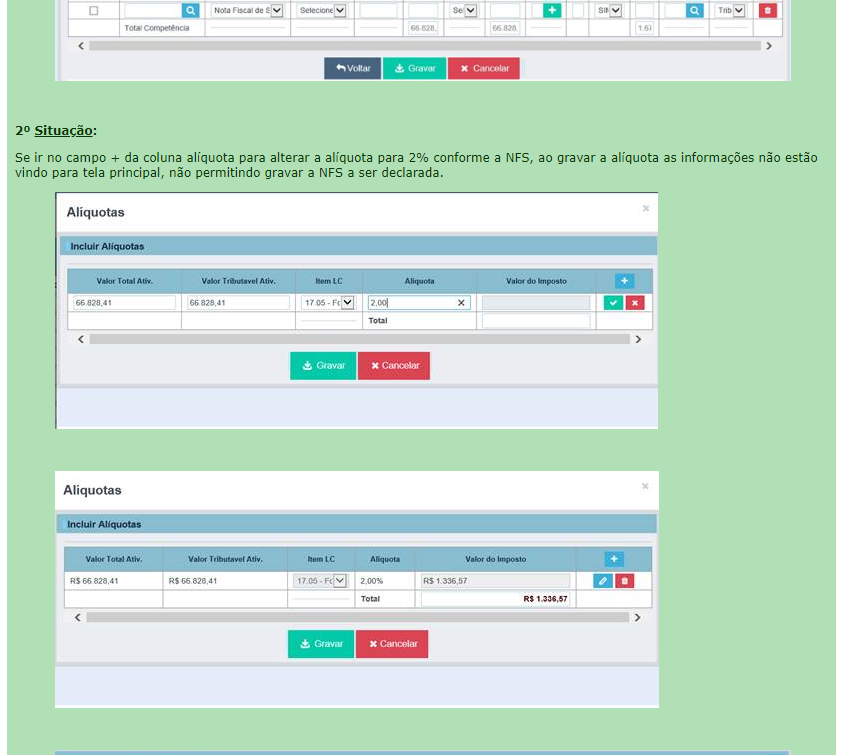 Nota Fiscal de S Selecione Se SIM Trib
Total Competência 66.828, 66.828, 1.67
Voltar Gravar Cancelar
2º Situação:
Se ir no campo + da coluna alíquota para alterar a alíquota para 2% conforme a NFS, ao gravar a alíquota as informações não estão
vindo para tela principal, não permitindo gravar a NFS a ser declarada.
Alíquotas ×
Incluir Alíquotas
Valor Total Ativ. Valor Tributavel Ativ. Item LC Aliquota Valor do Imposto +
66.828,41 66.828,41 17.05 - Fc 2,00
Total
Gravar Cancelar
Aliquotas ×
Incluir Alíquotas
Valor Total Ativ. Valor Tributavel Ativ. Item LC Aliquota Valor do Imposto +
R$ 66.828,41 R$ 66.828,41 17.05 - Fc 2,00% R$ 1.336,57
Total R$ 1.336,57
Gravar Cancelar